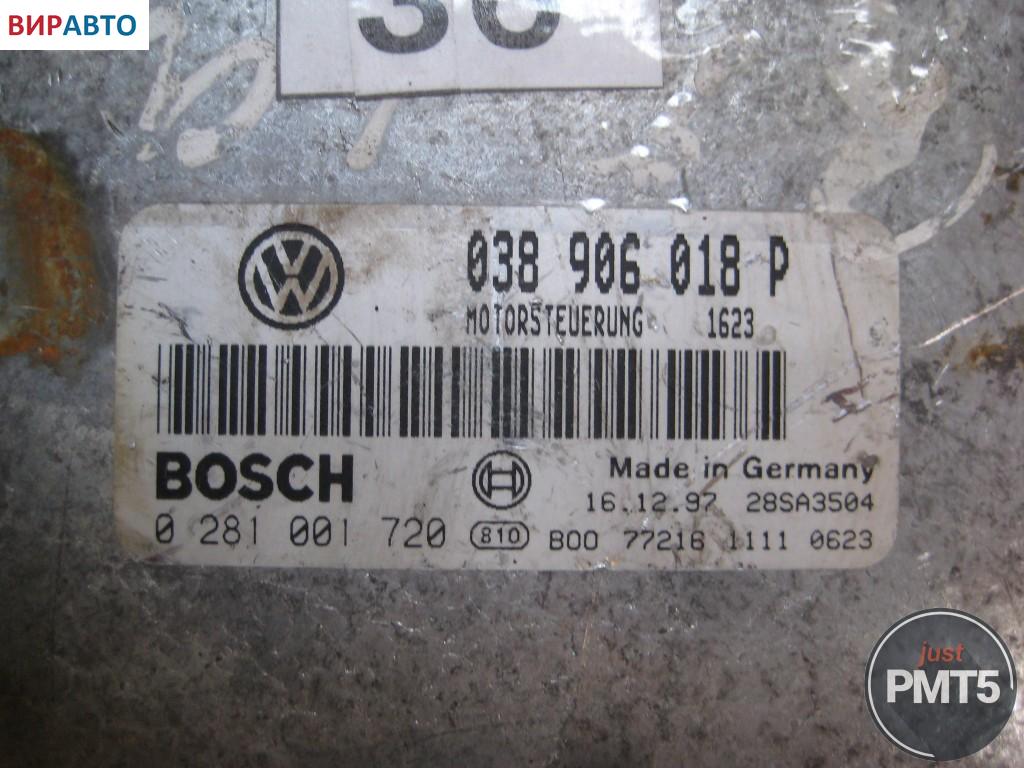 ВИРАВТО
3C
038 906 018 P
MOTORSTEUERUNG 1623
BOSCH
Made in Germany
16.12.97 28SA3504
0 281 001 720 810 B00 77216 1111 0623
just
PMT5